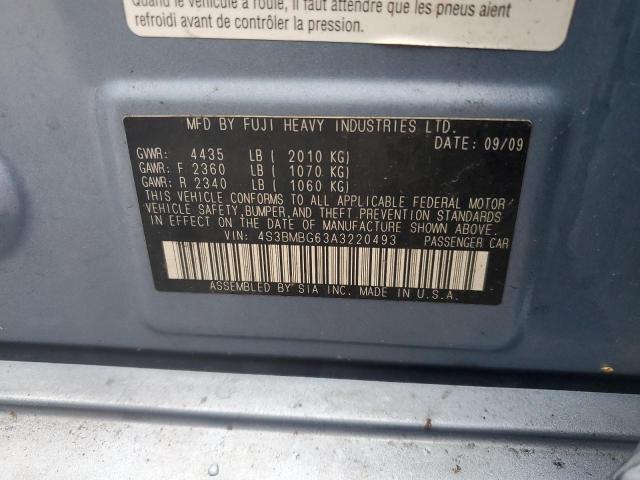 Quand le véhicule a roulé, il faut attendre que les pneus aient
refroidi avant de contrôler la pression.
MFD BY FUJI HEAVY INDUSTRIES LTD.
DATE: 09/09
GVWR: 4435 LB ( 2010 KG)
GAWR: F 2360 LB ( 1070 KG)
GAWR: R 2340 LB ( 1060 KG)
THIS VEHICLE CONFORMS TO ALL APPLICABLE FEDERAL MOTOR
VEHICLE SAFETY, BUMPER, AND THEFT PREVENTION STANDARDS
IN EFFECT ON THE DATE OF MANUFACTURE SHOWN ABOVE.
VIN: 4S3BMBG63A3220493 PASSENGER CAR
ASSEMBLED BY SIA INC. MADE IN U.S.A.